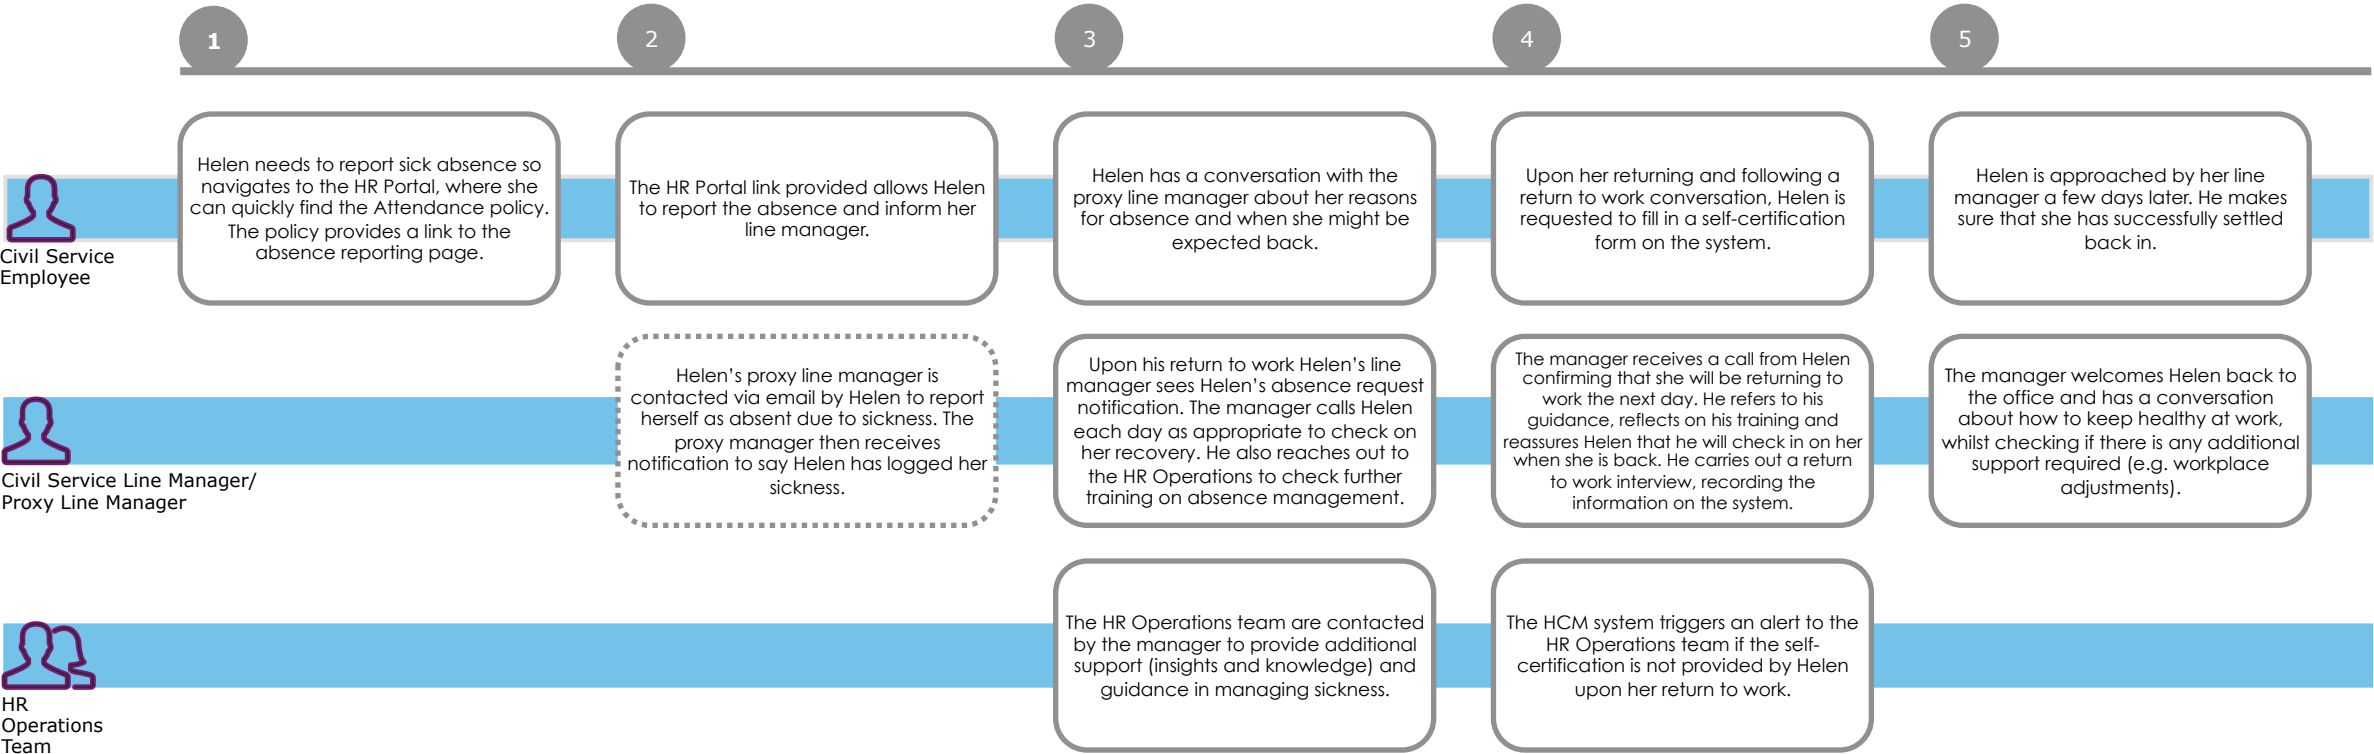 1
2
3
4
5
Helen needs to report sick absence so
navigates to the HR Portal, where she
can quickly find the Attendance policy.
The policy provides a link to the
absence reporting page.
The HR Portal link provided allows Helen
to report the absence and inform her
line manager.
Helen has a conversation with the
proxy line manager about her reasons
for absence and when she might be
expected back.
Upon her returning and following a
return to work conversation, Helen is
requested to fill in a self-certification
form on the system.
Helen is approached by her line
manager a few days later. He makes
sure that she has successfully settled
back in.
Civil Service
Employee
Helen's proxy line manager is
contacted via email by Helen to report
herself as absent due to sickness. The
proxy manager then receives
notification to say Helen has logged her
sickness.
Upon his return to work Helen's line
manager sees Helen's absence request
notification. The manager calls Helen
each day as appropriate to check on
her recovery. He also reaches out to
the HR Operations to check further
training on absence management.
The manager receives a call from Helen
confirming that she will be returning to
work the next day. He refers to his
guidance, reflects on his training and
reassures Helen that he will check in on her
when she is back. He carries out a return
to work interview, recording the
information on the system.
The manager welcomes Helen back to
the office and has a conversation
about how to keep healthy at work,
whilst checking if there is any additional
support required (e.g. workplace
adjustments).
Civil Service Line Manager/
Proxy Line Manager
The HR Operations team are contacted
by the manager to provide additional
support (insights and knowledge) and
guidance in managing sickness.
The HCM system triggers an alert to the
HR Operations team if the self-
certification is not provided by Helen
upon her return to work.
HR
Operations
Team